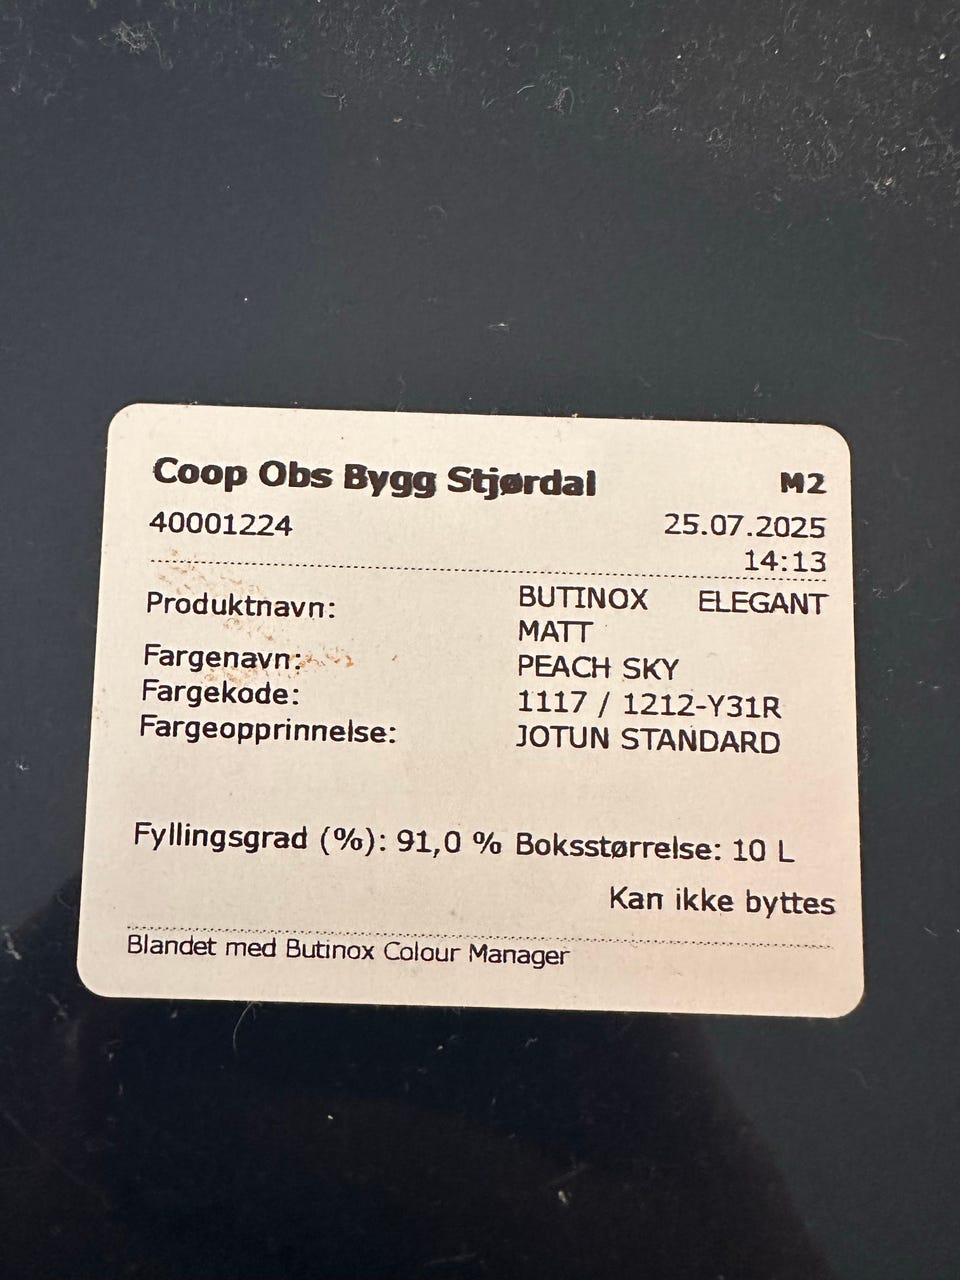 Coop Obs Bygg Stjørdal M2
40001224 25.07.2025
14:13
Produktnavn: BUTINOX ELEGANT
MATT
Fargenavn: PEACH SKY
Fargekode: 1117 / 1212-Y31R
Fargeopprinnelse: JOTUN STANDARD
Fyllingsgrad (%): 91,0 % Boksstørrelse: 10 L
Kan ikke byttes
Blandet med Butinox Colour Manager